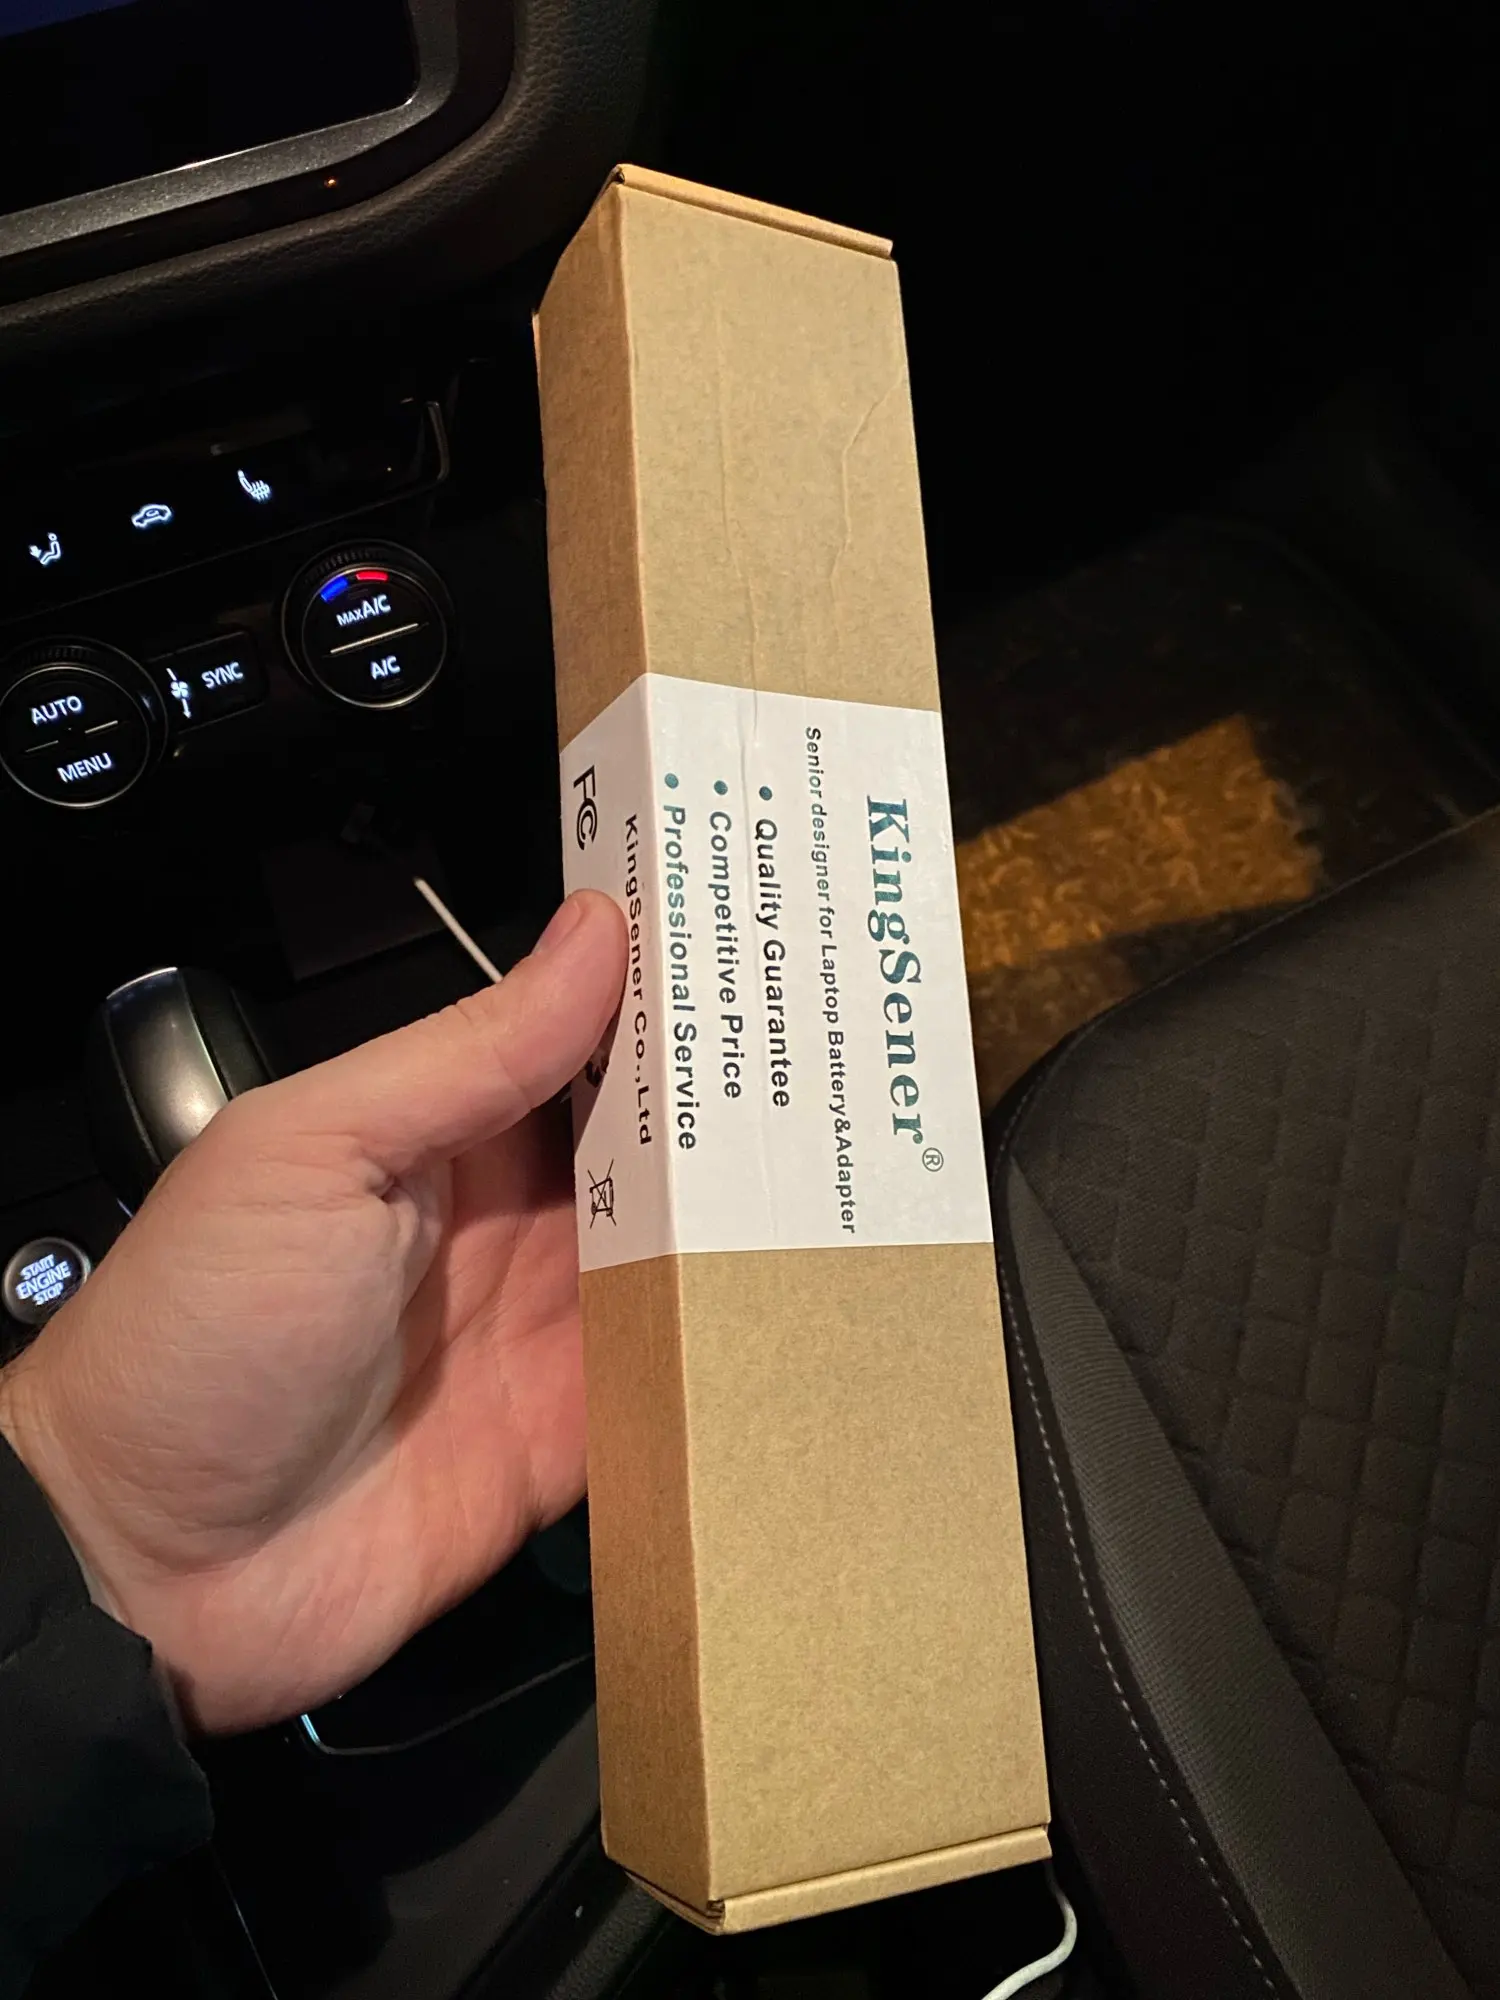 KingSener®
Senior designer for Laptop Battery&Adapter
• Quality Guarantee
• Competitive Price
• Professional Service
KingSener Co.,Ltd
FC
MAX A/C
A/C
SYNC
AUTO
MENU
START
ENGINE
STOP